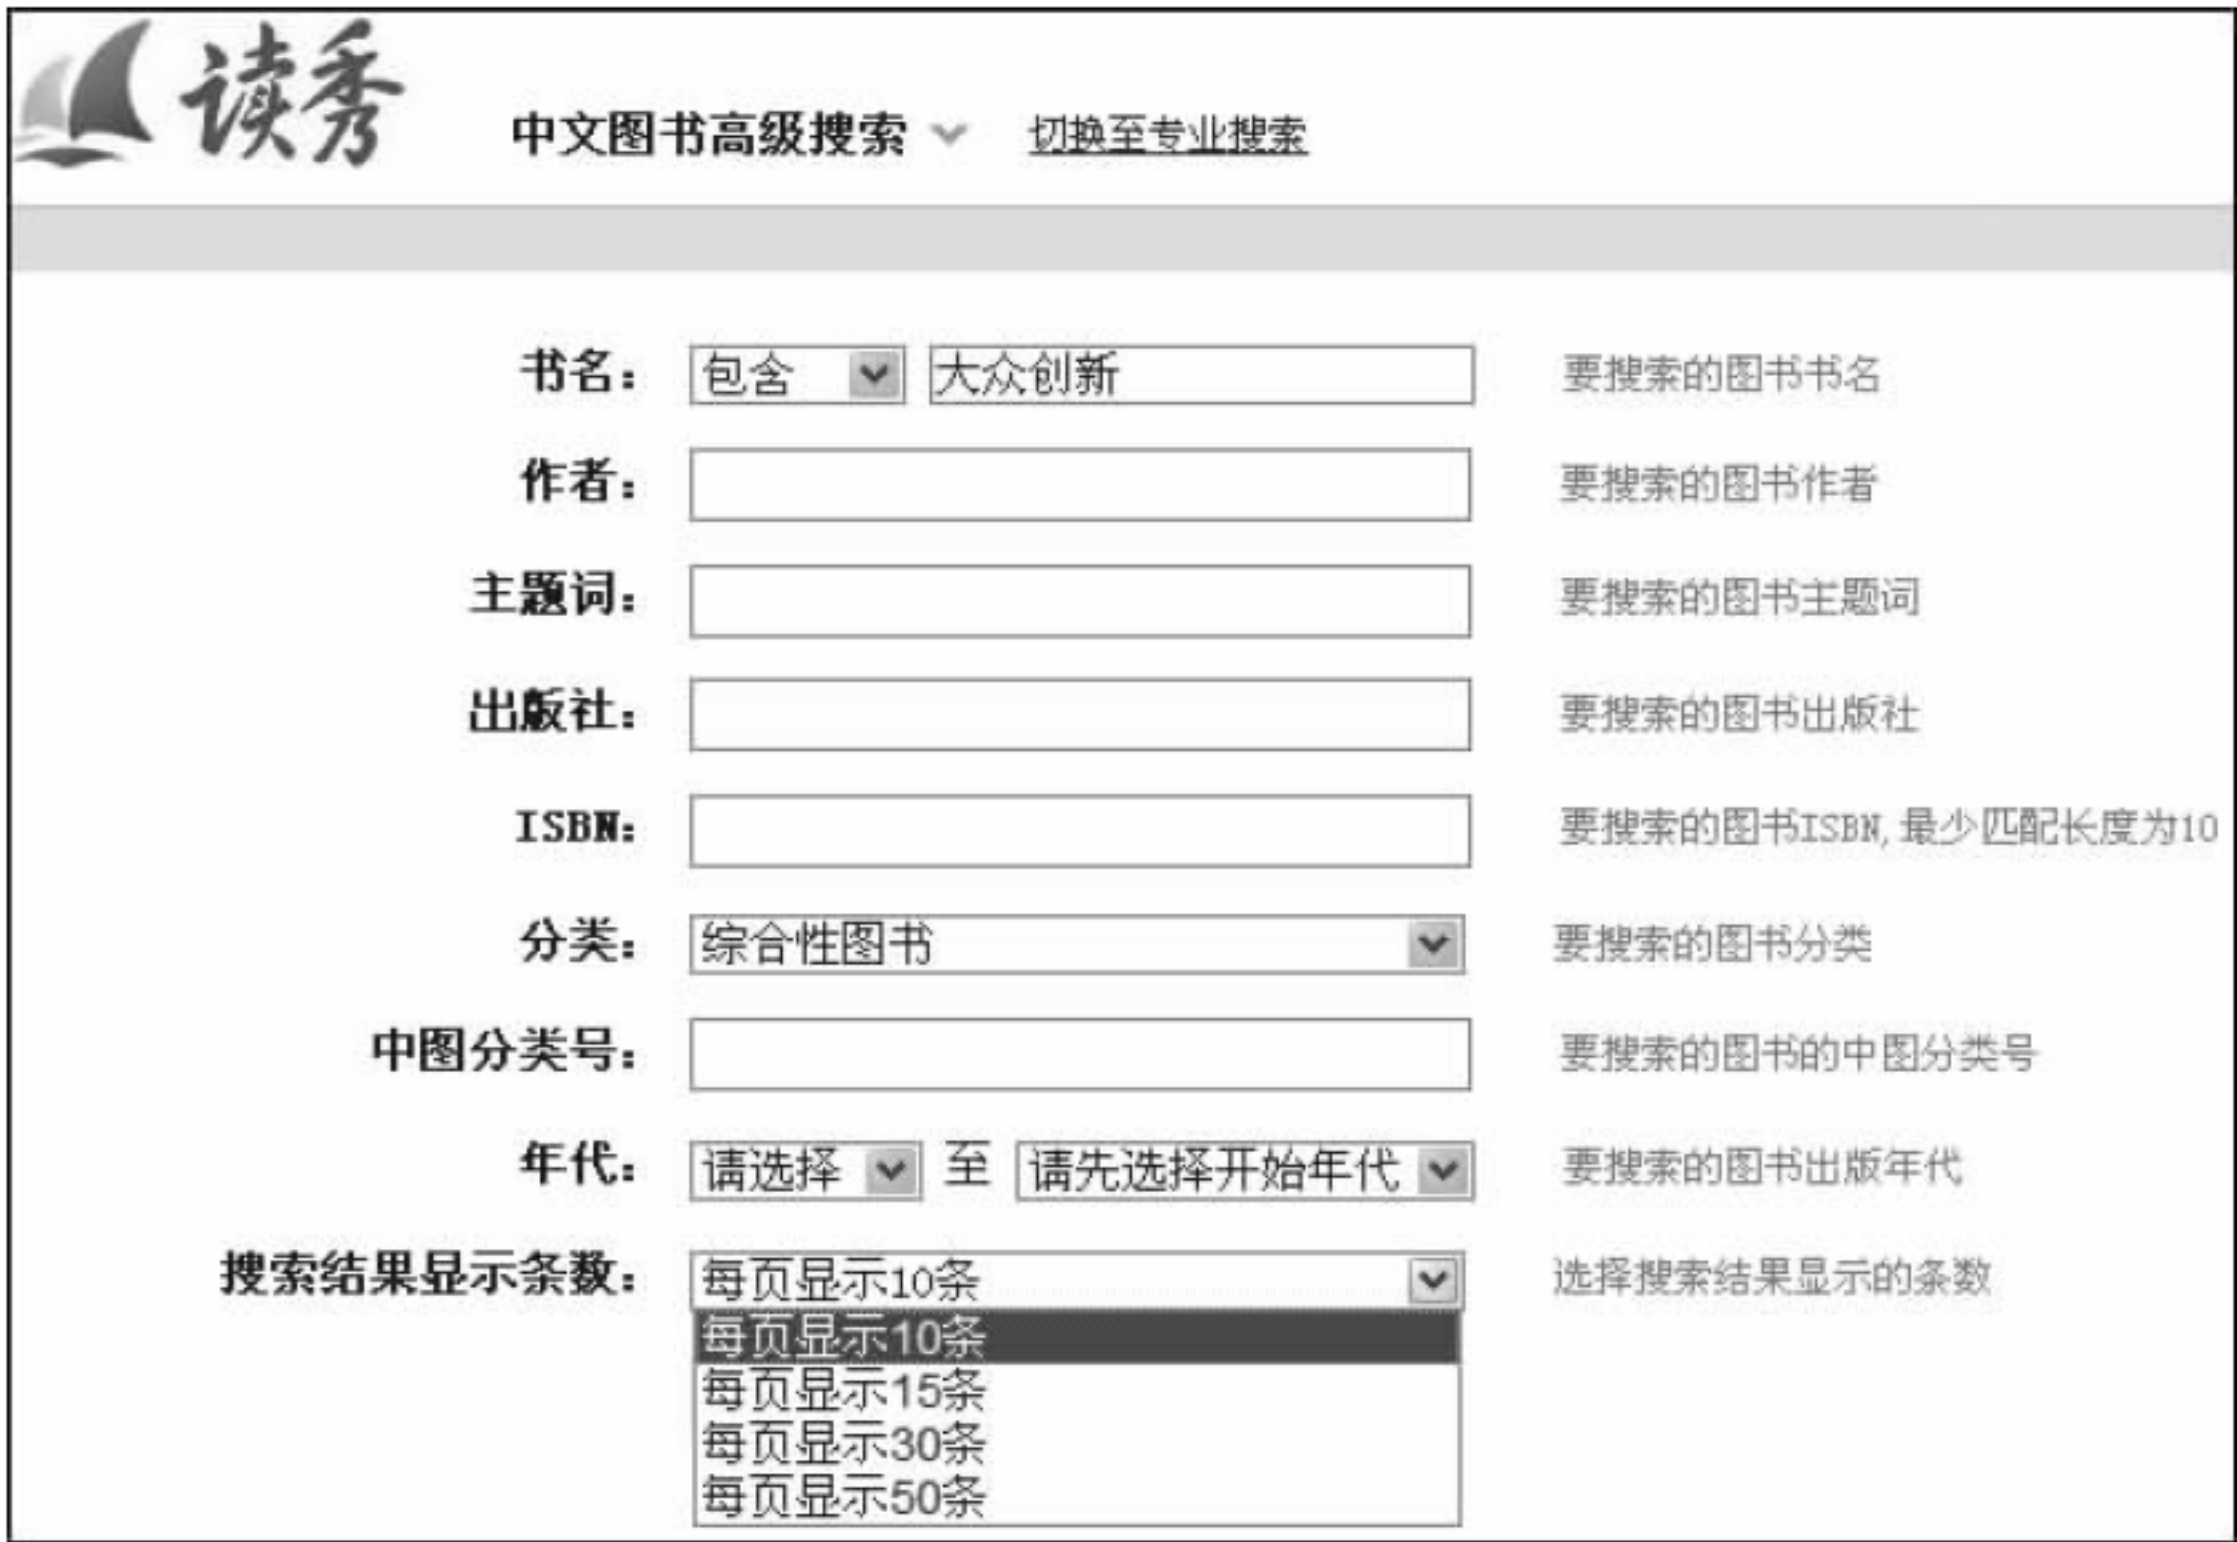 读秀 中文图书高级搜索 切换至专业搜索
书名： 包含 大众创新 要搜索的图书书名
作者： 要搜索的图书作者
主题词： 要搜索的图书主题词
出版社： 要搜索的图书出版社
ISBN： 要搜索的图书ISBN,最少匹配长度为10
分类： 综合性图书 要搜索的图书分类
中图分类号： 要搜索的图书的中图分类号
年代： 请选择 至 请先选择开始年代 要搜索的图书出版年代
搜索结果显示条数： 每页显示10条 选择搜索结果显示的条数
每页显示10条
每页显示15条
每页显示30条
每页显示50条